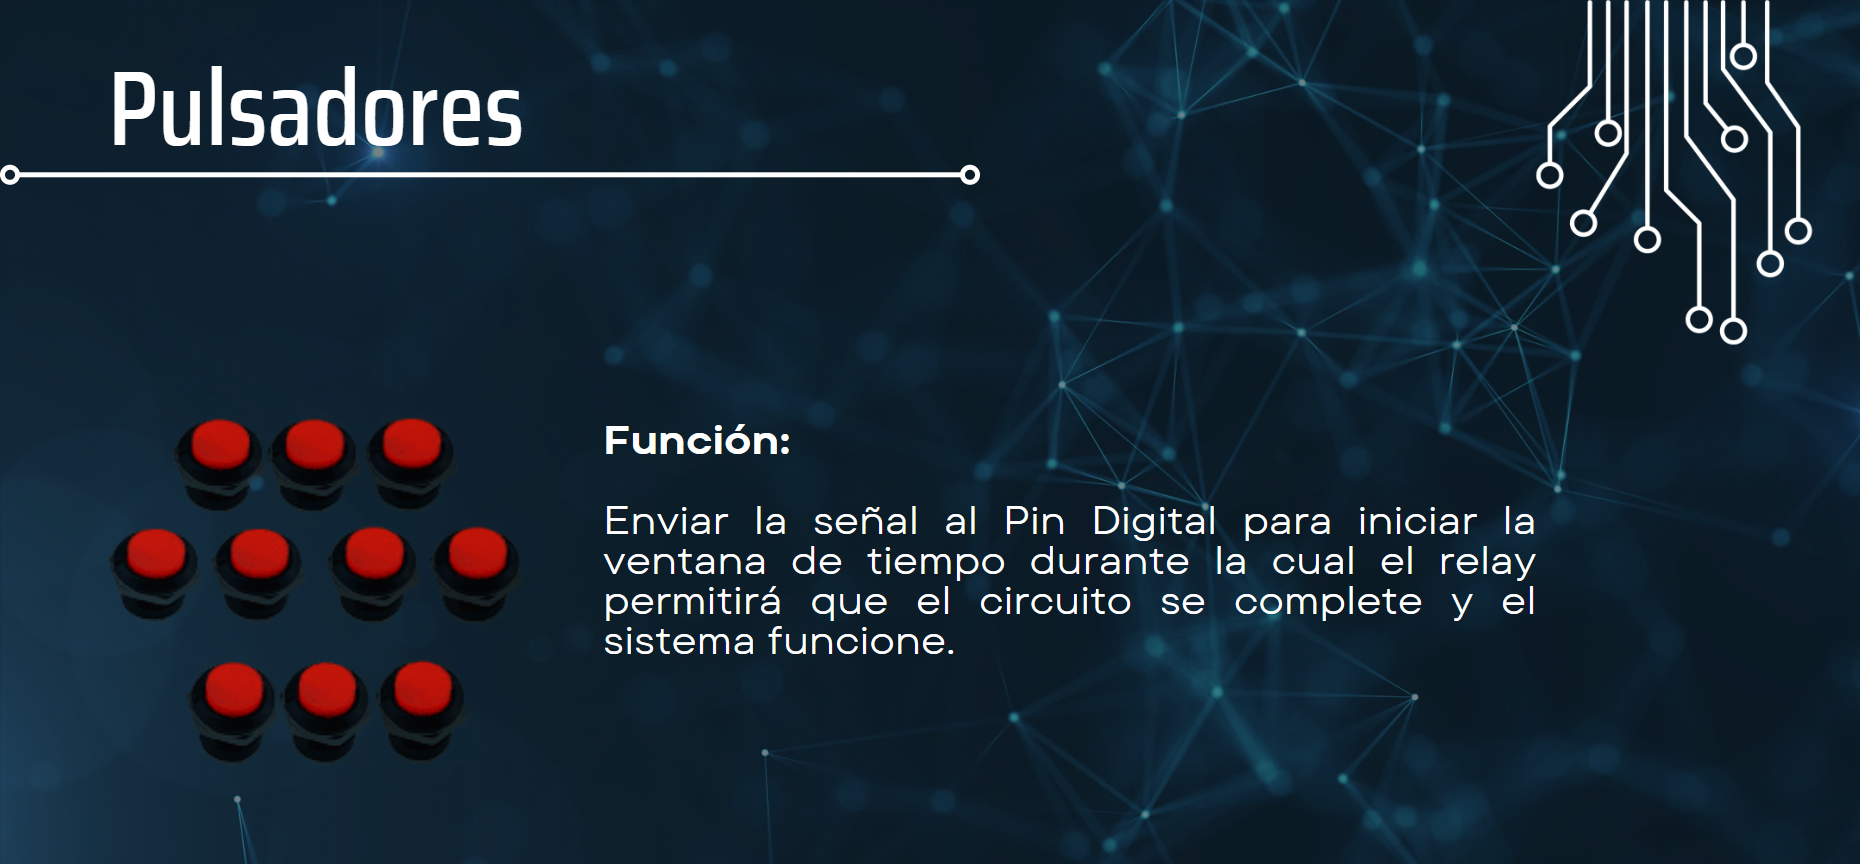 Pulsadores
Función:
Enviar la señal al Pin Digital para iniciar la
ventana de tiempo durante la cual el relay
permitirá que el circuito se complete y el
sistema funcione.